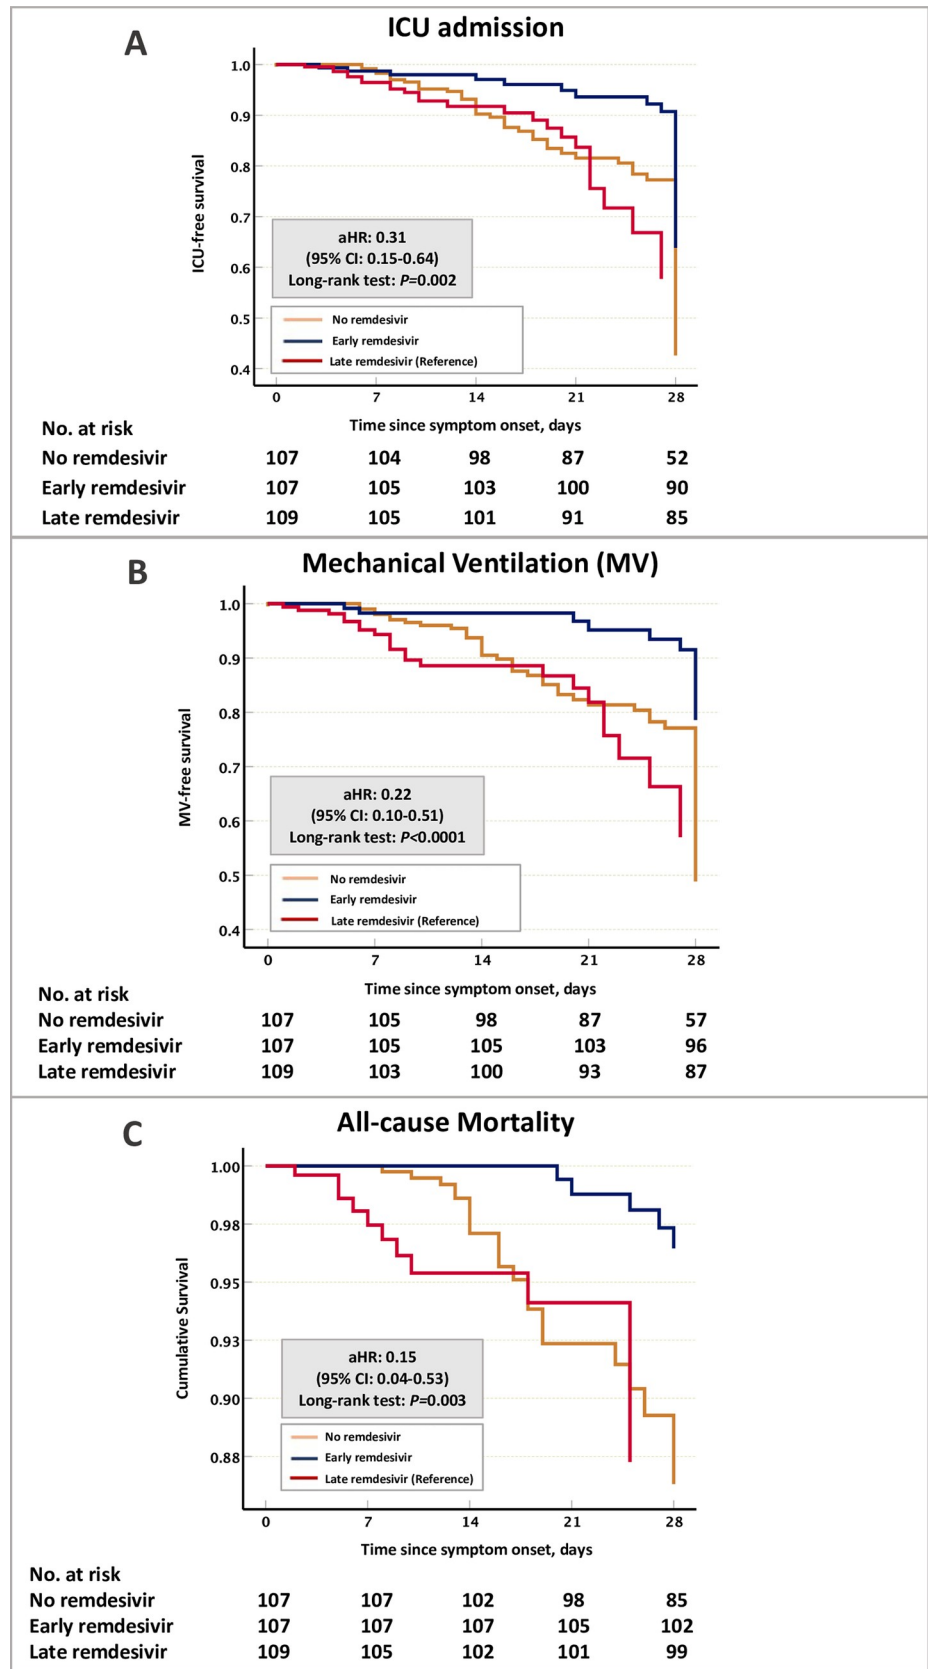 A
ICU admission
1.0
0.9
0.8
0.7
0.6
0.5
0.4
ICU-free survival
aHR: 0.31
(95% CI: 0.15-0.64)
Long-rank test: P=0.002
No remdesivir
Early remdesivir
Late remdesivir (Reference)
0 7 14 21 28
Time since symptom onset, days
No. at risk
No remdesivir 107 104 98 87 52
Early remdesivir 107 105 103 100 90
Late remdesivir 109 105 101 91 85
B
Mechanical Ventilation (MV)
1.0
0.9
0.8
0.7
0.6
0.5
0.4
MV-free survival
aHR: 0.22
(95% CI: 0.10-0.51)
Long-rank test: P<0.0001
No remdesivir
Early remdesivir
Late remdesivir (Reference)
0 7 14 21 28
Time since symptom onset, days
No. at risk
No remdesivir 107 105 98 87 57
Early remdesivir 107 105 105 103 96
Late remdesivir 109 103 100 93 87
C
All-cause Mortality
1.00
0.98
0.95
0.93
0.90
0.88
Cumulative Survival
aHR: 0.15
(95% CI: 0.04-0.53)
Long-rank test: P=0.003
No remdesivir
Early remdesivir
Late remdesivir (Reference)
0 7 14 21 28
Time since symptom onset, days
No. at risk
No remdesivir 107 107 102 98 85
Early remdesivir 107 107 107 105 102
Late remdesivir 109 105 102 101 99